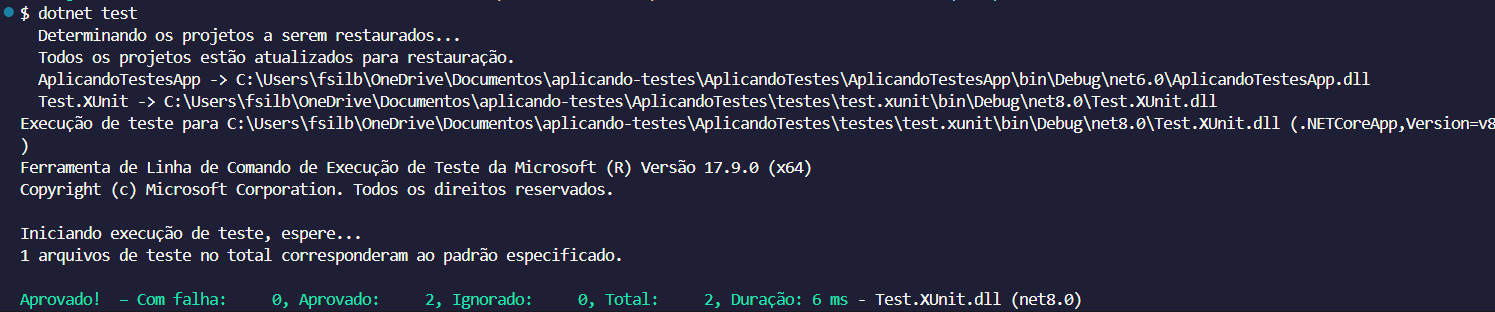 $ dotnet test
Determinando os projetos a serem restaurados...
Todos os projetos estão atualizados para restauração.
AplicandoTestesApp -> C:\Users\fsilb\OneDrive\Documentos\aplicando-testes\AplicandoTestes\AplicandoTestesApp\bin\Debug\net6.0\AplicandoTestesApp.dll
Test.XUnit -> C:\Users\fsilb\OneDrive\Documentos\aplicando-testes\AplicandoTestes\testes\test.xunit\bin\Debug\net8.0\Test.XUnit.dll
Execução de teste para C:\Users\fsilb\OneDrive\Documentos\aplicando-testes\AplicandoTestes\testes\test.xunit\bin\Debug\net8.0\Test.XUnit.dll (.NETCoreApp,Version=v8
)
Ferramenta de Linha de Comando de Execução de Teste da Microsoft (R) Versão 17.9.0 (x64)
Copyright (c) Microsoft Corporation. Todos os direitos reservados.
Iniciando execução de teste, espere...
1 arquivos de teste no total corresponderam ao padrão especificado.
Aprovado!  – Com falha:     0, Aprovado:     2, Ignorado:     0, Total:     2, Duração: 6 ms - Test.XUnit.dll (net8.0)